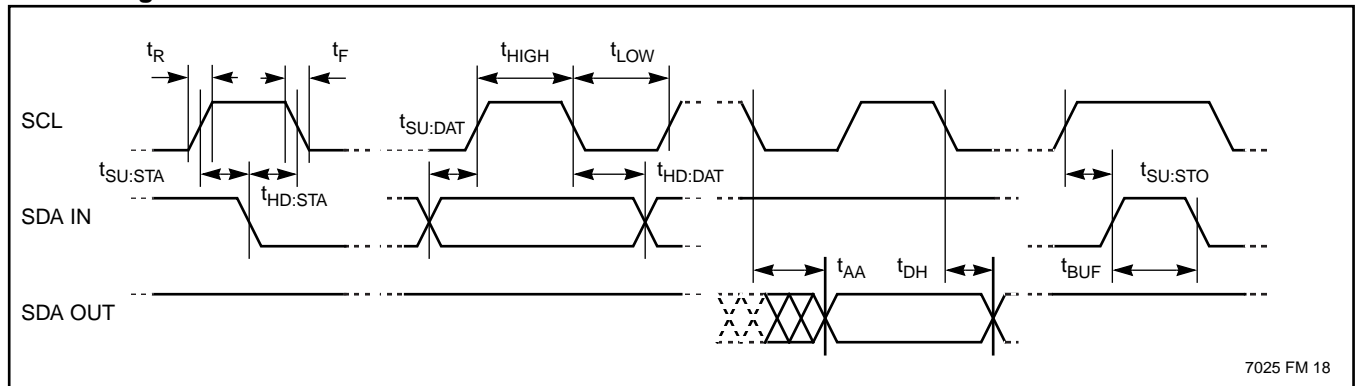 tR tF tHIGH tLOW
SCL
tSU:DAT
tSU:STA tHD:STA tHD:DAT tSU:STO
SDA IN
tAA tDH tBUF
SDA OUT
7025 FM 18